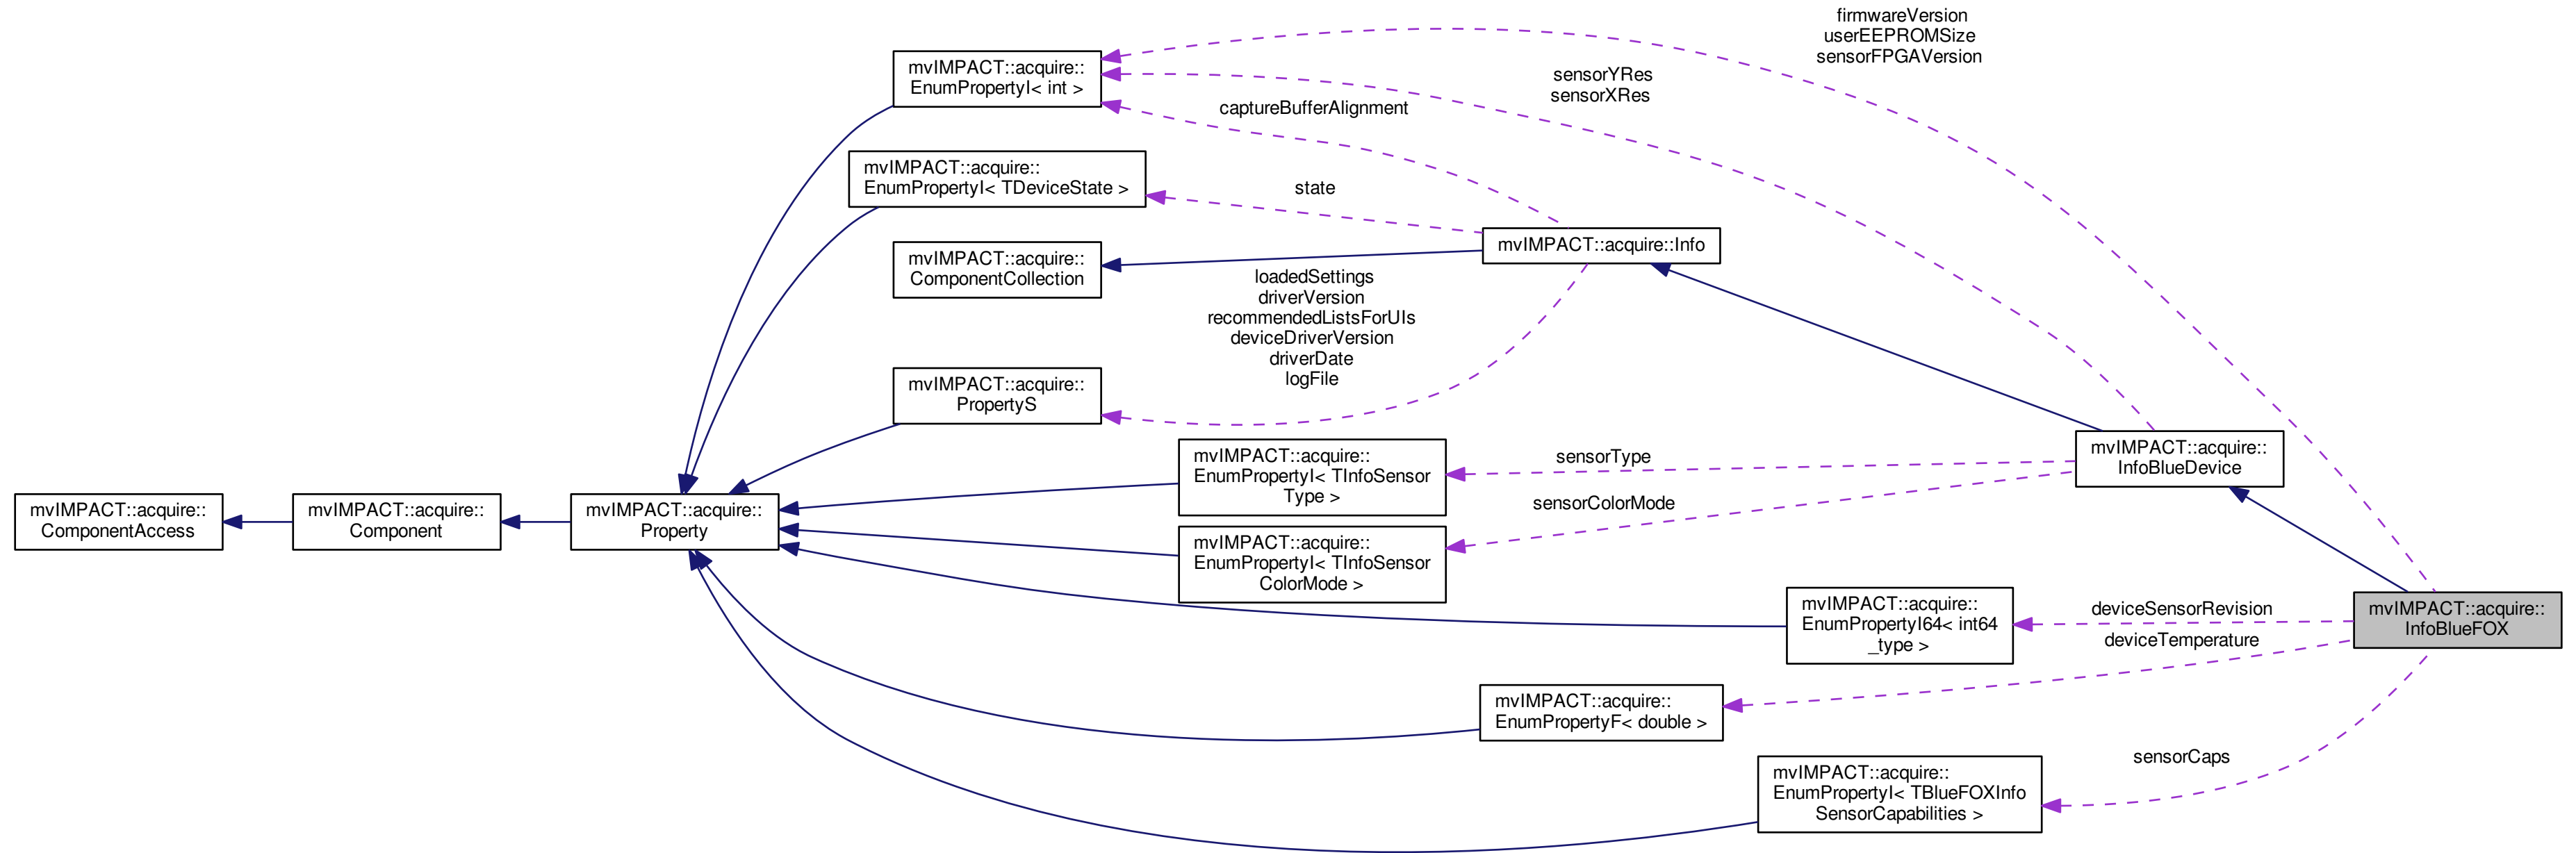 firmwareVersion
userEEPROMSize
sensorFPGAVersion
mvIMPACT::acquire::
EnumPropertyI< int >
sensorYRes
sensorXRes
captureBufferAlignment
mvIMPACT::acquire::
EnumPropertyI< TDeviceState >
state
mvIMPACT::acquire::Info
mvIMPACT::acquire::
ComponentCollection
loadedSettings
driverVersion
recommendedListsForUIs
deviceDriverVersion
driverDate
logFile
mvIMPACT::acquire::
PropertyS
mvIMPACT::acquire::
EnumPropertyI< TInfoSensor
Type >
sensorType
mvIMPACT::acquire::
InfoBlueDevice
sensorColorMode
mvIMPACT::acquire::
ComponentAccess
mvIMPACT::acquire::
Component
mvIMPACT::acquire::
Property
mvIMPACT::acquire::
EnumPropertyI< TInfoSensor
ColorMode >
mvIMPACT::acquire::
EnumPropertyI64< int64
_type >
deviceSensorRevision
deviceTemperature
mvIMPACT::acquire::
InfoBlueFOX
mvIMPACT::acquire::
EnumPropertyF< double >
sensorCaps
mvIMPACT::acquire::
EnumPropertyI< TBlueFOXInfo
SensorCapabilities >